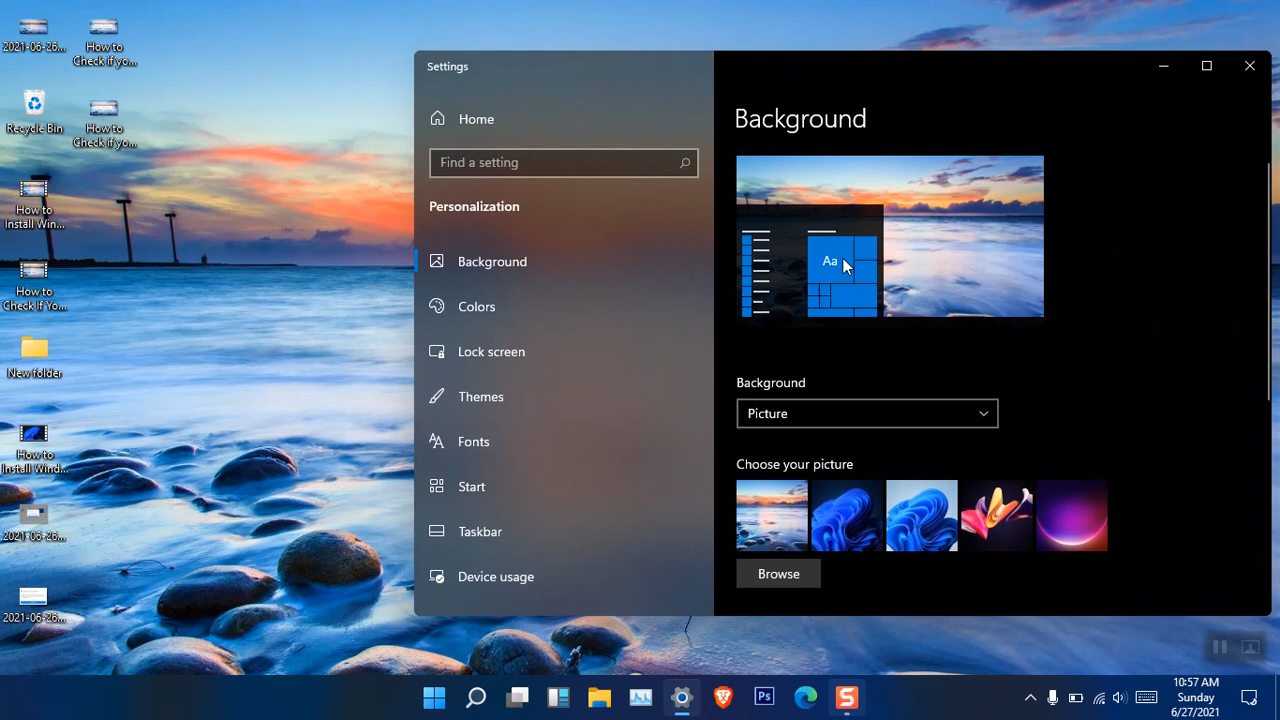 2021-06-26...
How to
Check if yo...
Recycle Bin
How to
Check if yo...
How to
Install Win...
How to
Check If Yo...
New folder
How to
Install Wind...
2021-06-26...
2021-06-26...
Settings
Home
Find a setting
Personalization
Background
Colors
Lock screen
Themes
Fonts
Start
Taskbar
Device usage
Background
Aa
Background
Picture
Choose your picture
Browse
Ps
S
10:57 AM
Sunday
6/27/2021